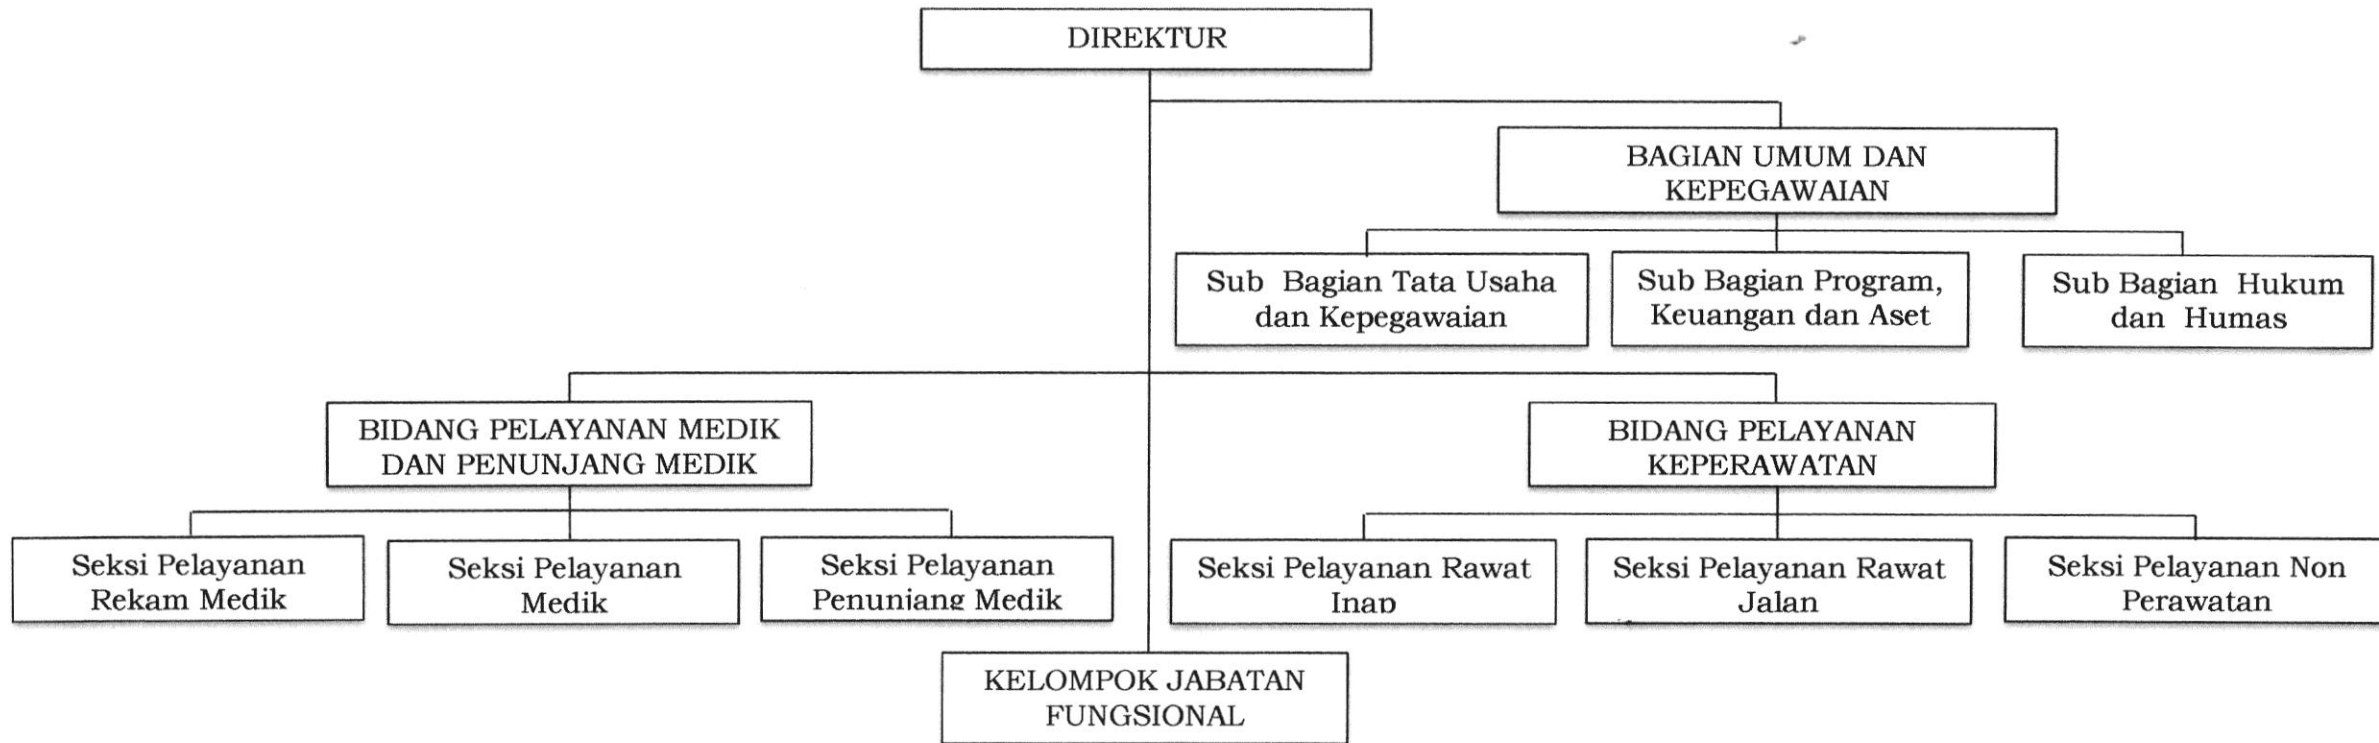 DIREKTUR
BAGIAN UMUM DAN
KEPEGAWAIAN
Sub Bagian Tata Usaha
dan Kepegawaian
Sub Bagian Program,
Keuangan dan Aset
Sub Bagian Hukum
dan Humas
BIDANG PELAYANAN MEDIK
DAN PENUNJANG MEDIK
BIDANG PELAYANAN
KEPERAWATAN
Seksi Pelayanan
Rekam Medik
Seksi Pelayanan
Medik
Seksi Pelayanan
Penunjang Medik
Seksi Pelayanan Rawat
Inap
Seksi Pelayanan Rawat
Jalan
Seksi Pelayanan Non
Perawatan
KELOMPOK JABATAN
FUNGSIONAL